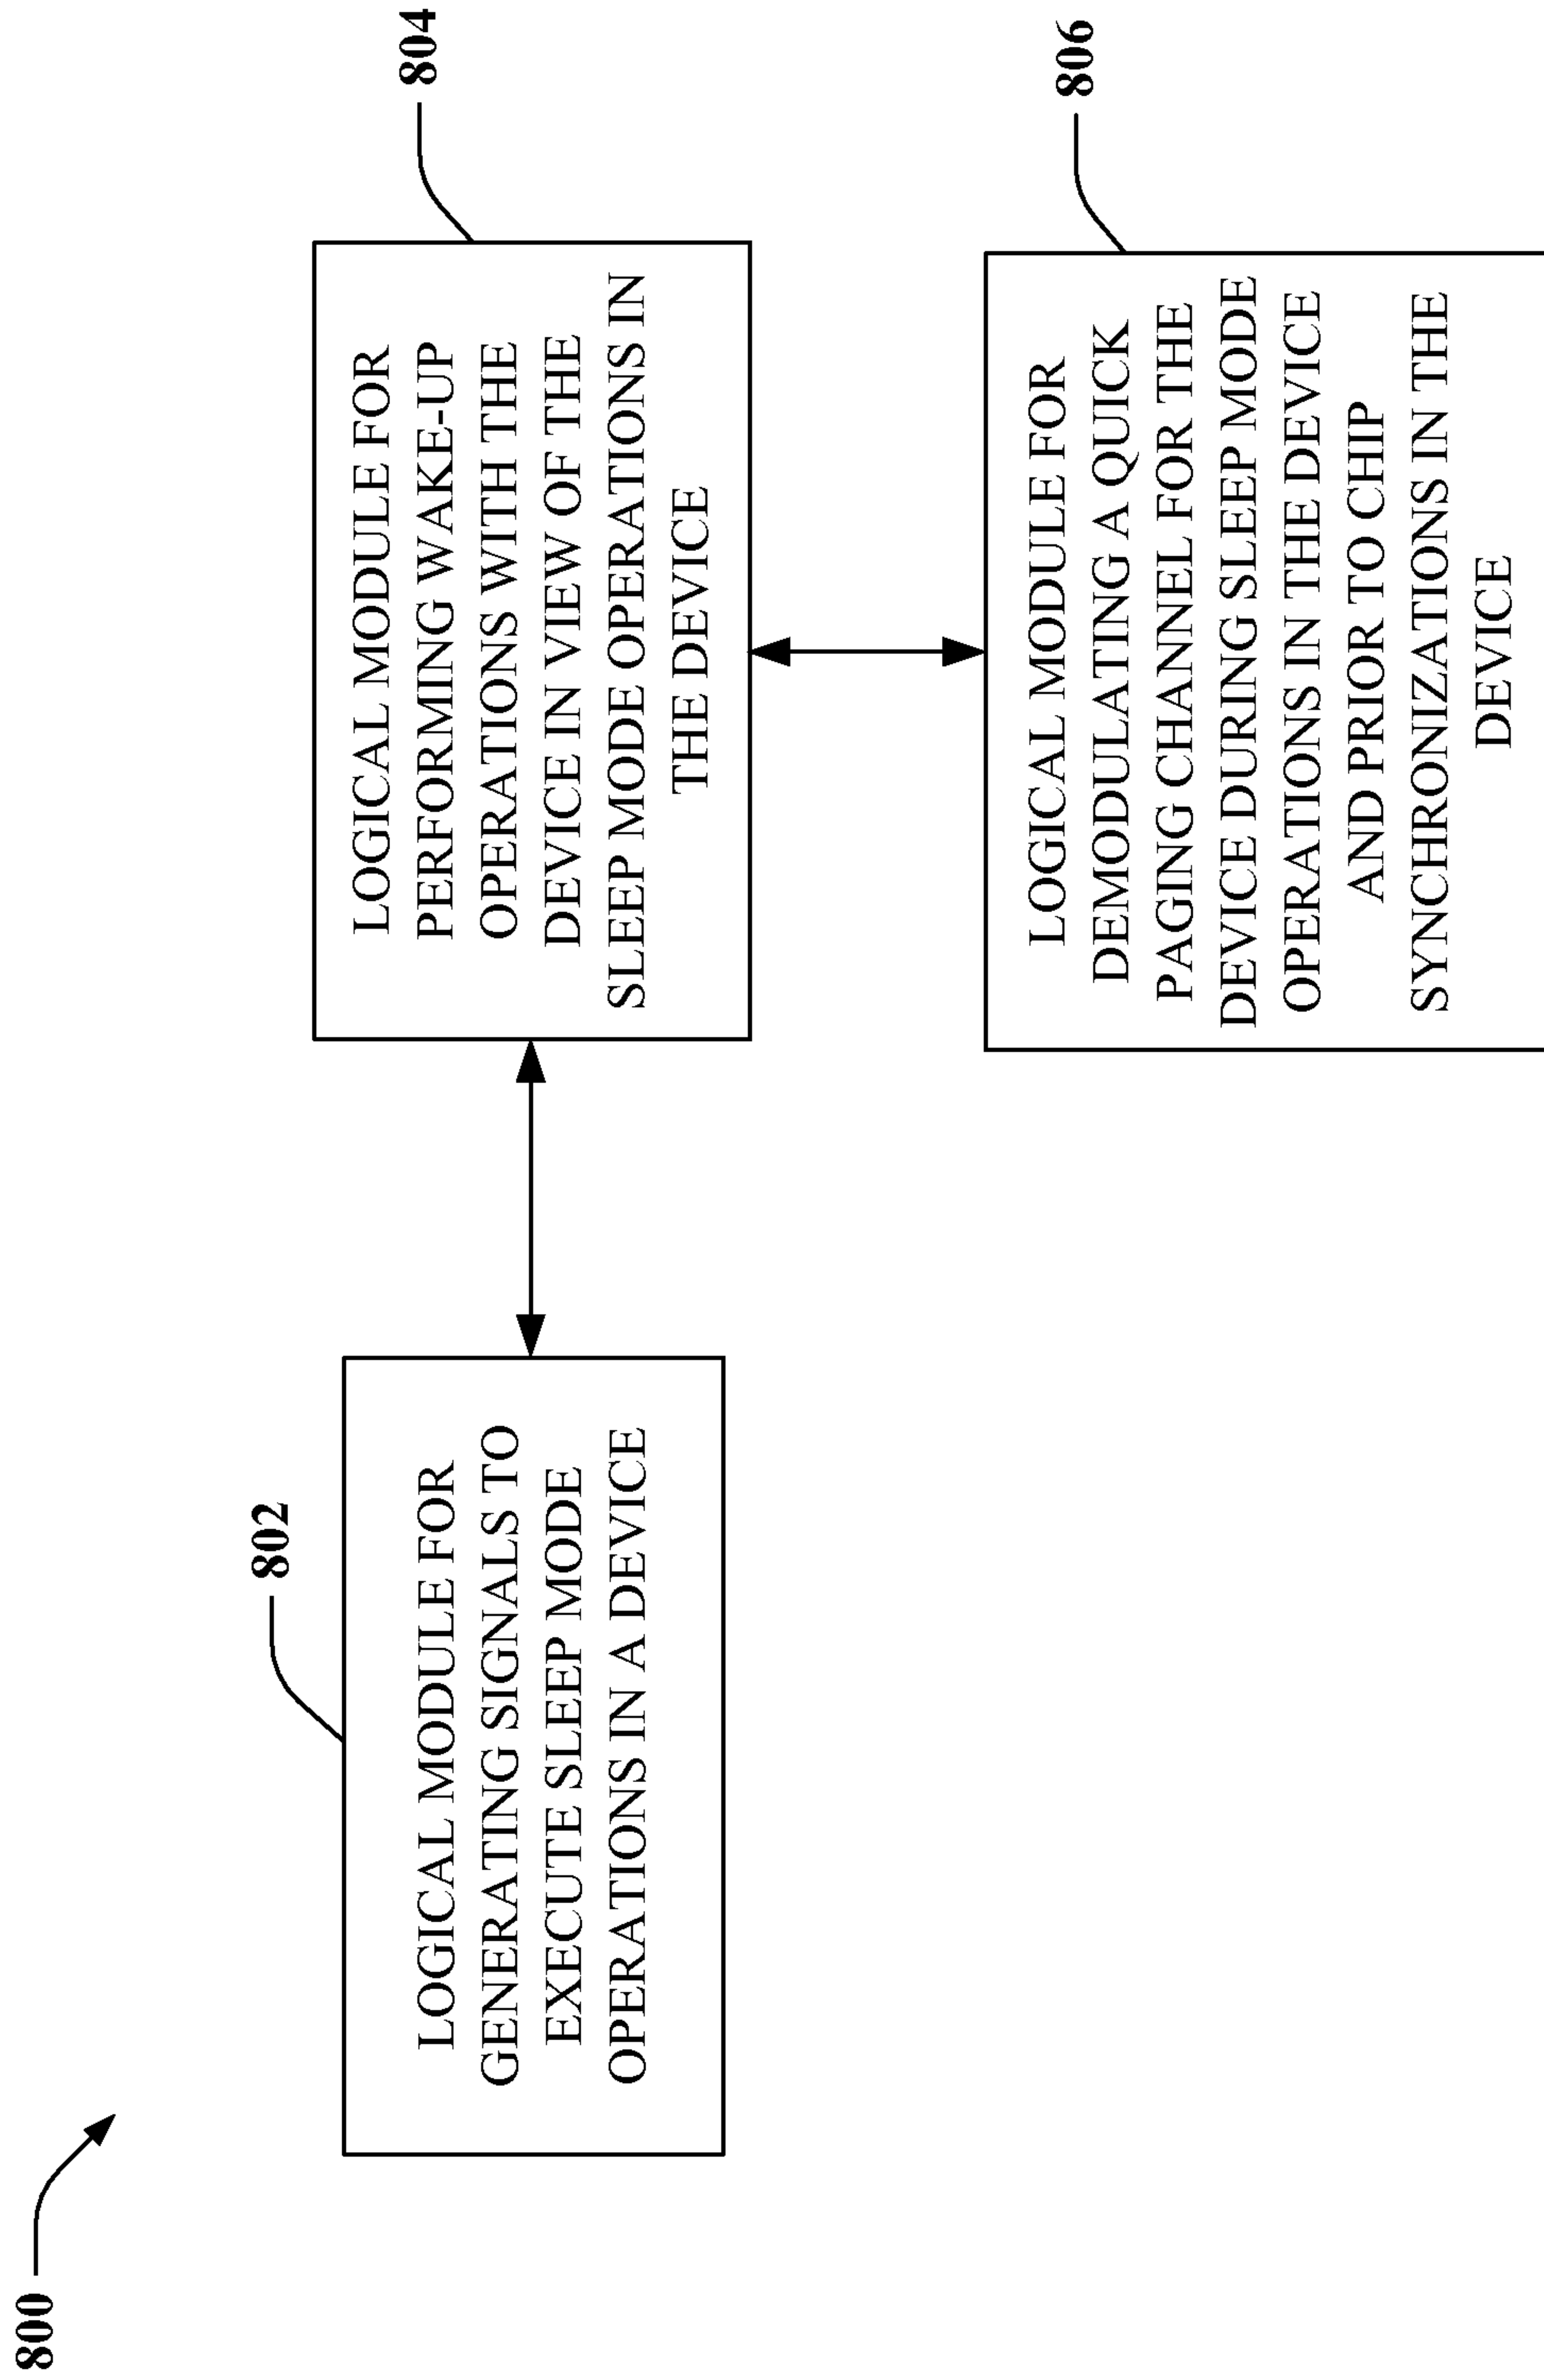 800
802
LOGICAL MODULE FOR
GENERATING SIGNALS TO
EXECUTE SLEEP MODE
OPERATIONS IN A DEVICE
804
LOGICAL MODULE FOR
PERFORMING WAKE-UP
OPERATIONS WITH THE
DEVICE IN VIEW OF THE
SLEEP MODE OPERATIONS IN
THE DEVICE
806
LOGICAL MODULE FOR
DEMODULATING A QUICK
PAGING CHANNEL FOR THE
DEVICE DURING SLEEP MODE
OPERATIONS IN THE DEVICE
AND PRIOR TO CHIP
SYNCHRONIZATIONS IN THE
DEVICE